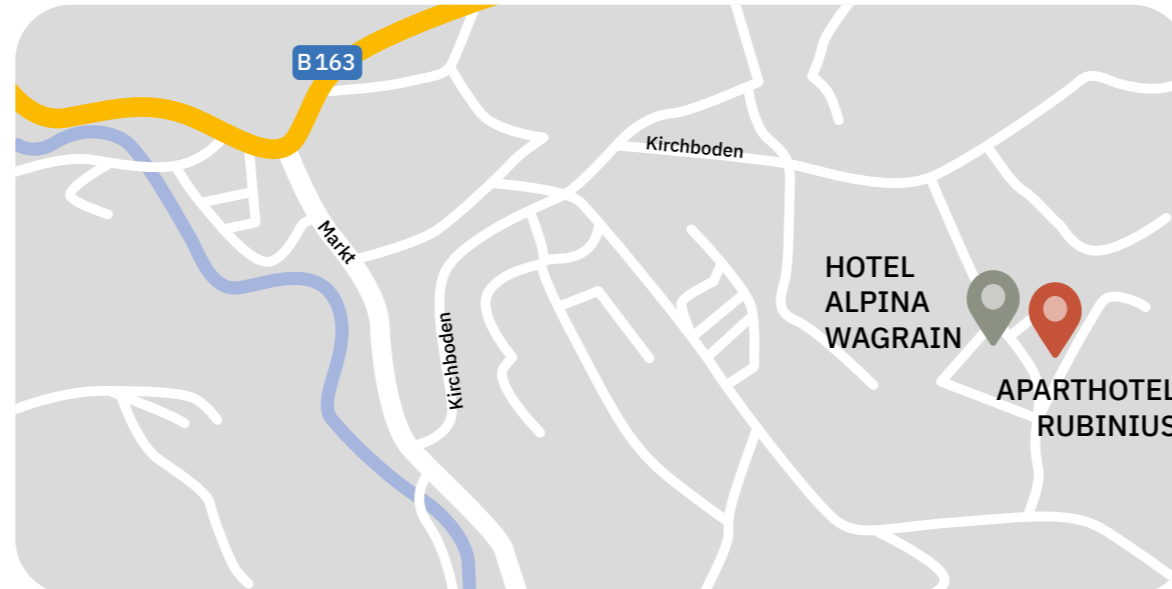 B 163
Kirchboden
Markt
HOTEL
ALPINA
WAGRAIN
Kirchboden
APARTHOTEL
RUBINIUS